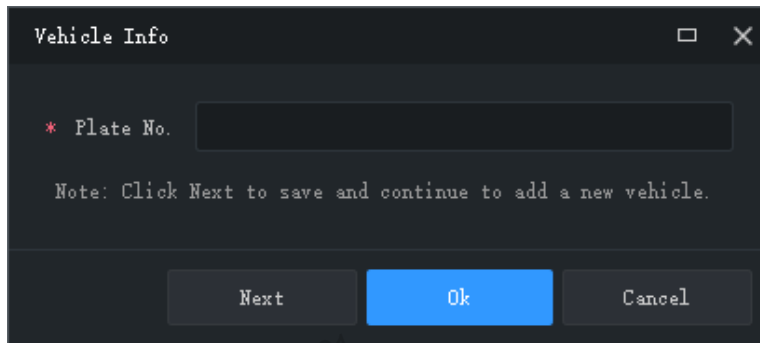 Vehicle Info
* Plate No.
Note: Click Next to save and continue to add a new vehicle.
Next Ok Cancel